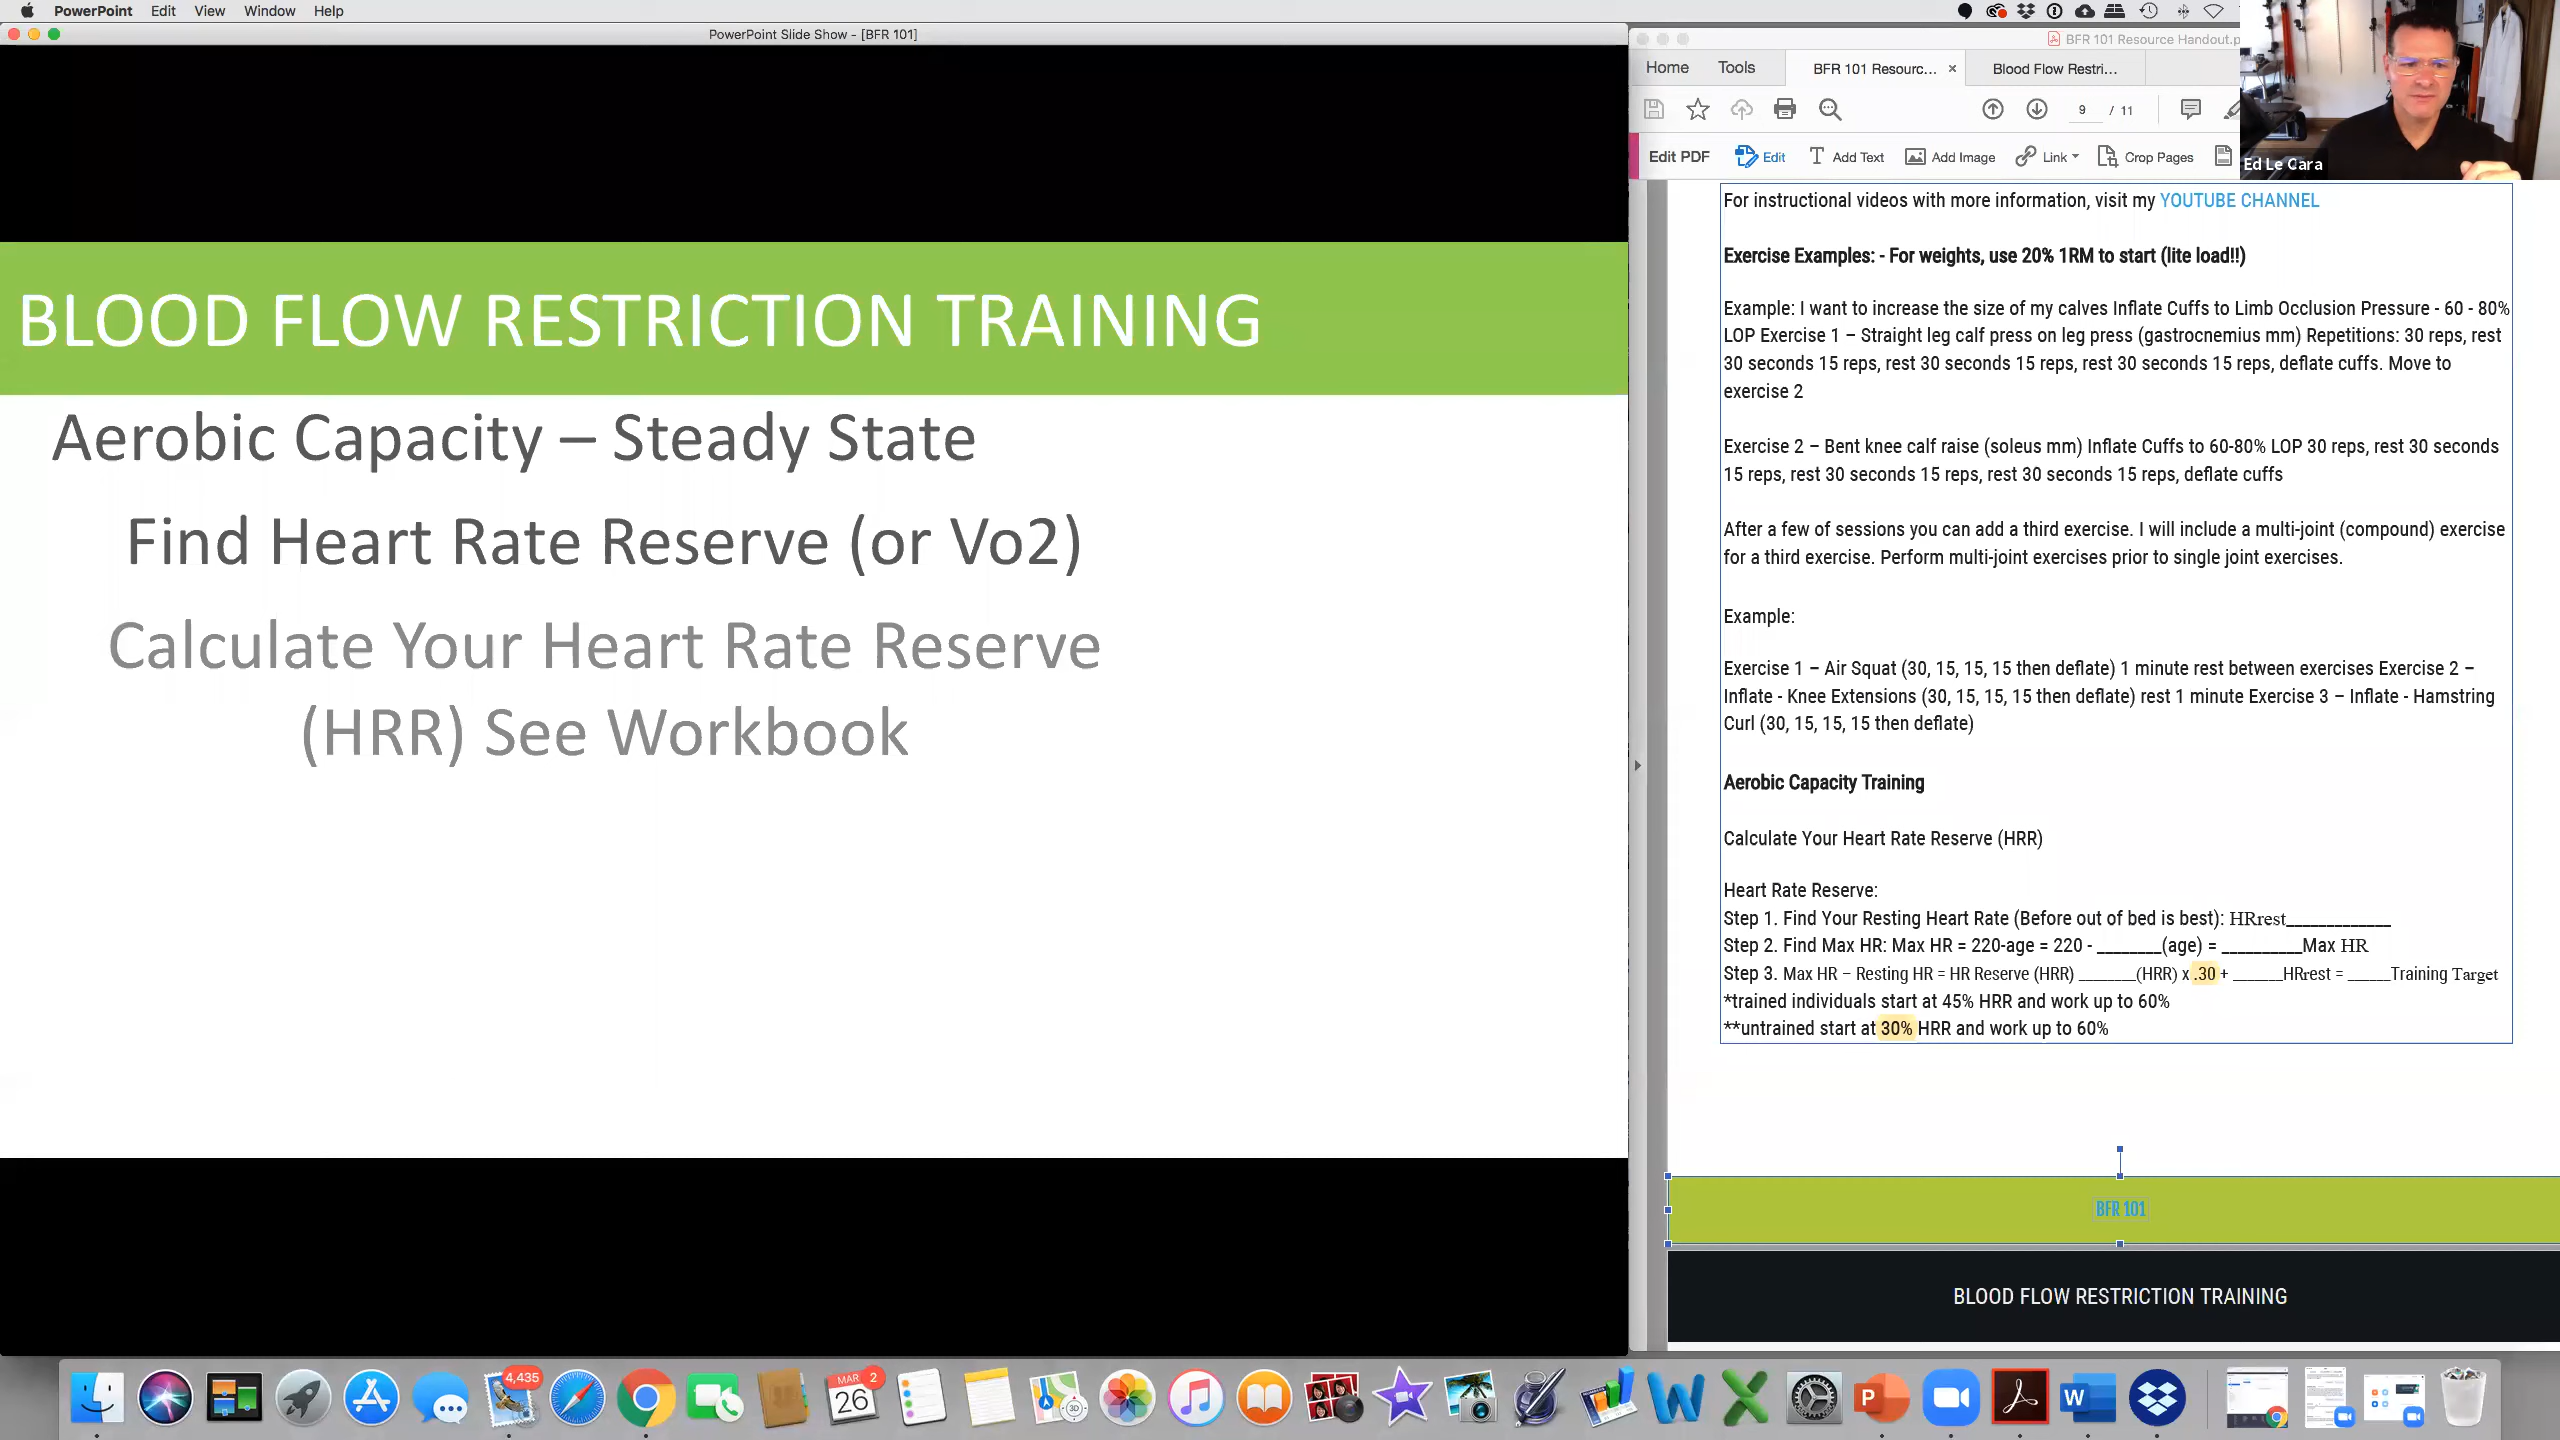 PowerPoint Edit View Window Help
PowerPoint Slide Show - [BFR 101]
BLOOD FLOW RESTRICTION TRAINING
Aerobic Capacity – Steady State
Find Heart Rate Reserve (or Vo2)
Calculate Your Heart Rate Reserve
(HRR) See Workbook
BFR 101 Resource Handout.p
Home Tools BFR 101 Resourc... × Blood Flow Restri...
9 / 11
Edit PDF Edit Add Text Add Image Link Crop Pages
Ed Le Cara
For instructional videos with more information, visit my YOUTUBE CHANNEL
Exercise Examples: - For weights, use 20% 1RM to start (lite load!!)
Example: I want to increase the size of my calves Inflate Cuffs to Limb Occlusion Pressure - 60 - 80%
LOP Exercise 1 – Straight leg calf press on leg press (gastrocnemius mm) Repetitions: 30 reps, rest
30 seconds 15 reps, rest 30 seconds 15 reps, rest 30 seconds 15 reps, deflate cuffs. Move to
exercise 2
Exercise 2 – Bent knee calf raise (soleus mm) Inflate Cuffs to 60-80% LOP 30 reps, rest 30 seconds
15 reps, rest 30 seconds 15 reps, rest 30 seconds 15 reps, deflate cuffs
After a few of sessions you can add a third exercise. I will include a multi-joint (compound) exercise
for a third exercise. Perform multi-joint exercises prior to single joint exercises.
Example:
Exercise 1 – Air Squat (30, 15, 15, 15 then deflate) 1 minute rest between exercises Exercise 2 –
Inflate - Knee Extensions (30, 15, 15, 15 then deflate) rest 1 minute Exercise 3 – Inflate - Hamstring
Curl (30, 15, 15, 15 then deflate)
Aerobic Capacity Training
Calculate Your Heart Rate Reserve (HRR)
Heart Rate Reserve:
Step 1. Find Your Resting Heart Rate (Before out of bed is best): HRrest____________
Step 2. Find Max HR: Max HR = 220-age = 220 - _______(age) = _________Max HR
Step 3. Max HR – Resting HR = HR Reserve (HRR) ________(HRR) x .30 + _______HRrest = ______Training Target
*trained individuals start at 45% HRR and work up to 60%
**untrained start at 30% HRR and work up to 60%
BFR 101
BLOOD FLOW RESTRICTION TRAINING
4,435
MAR 2
26
3D